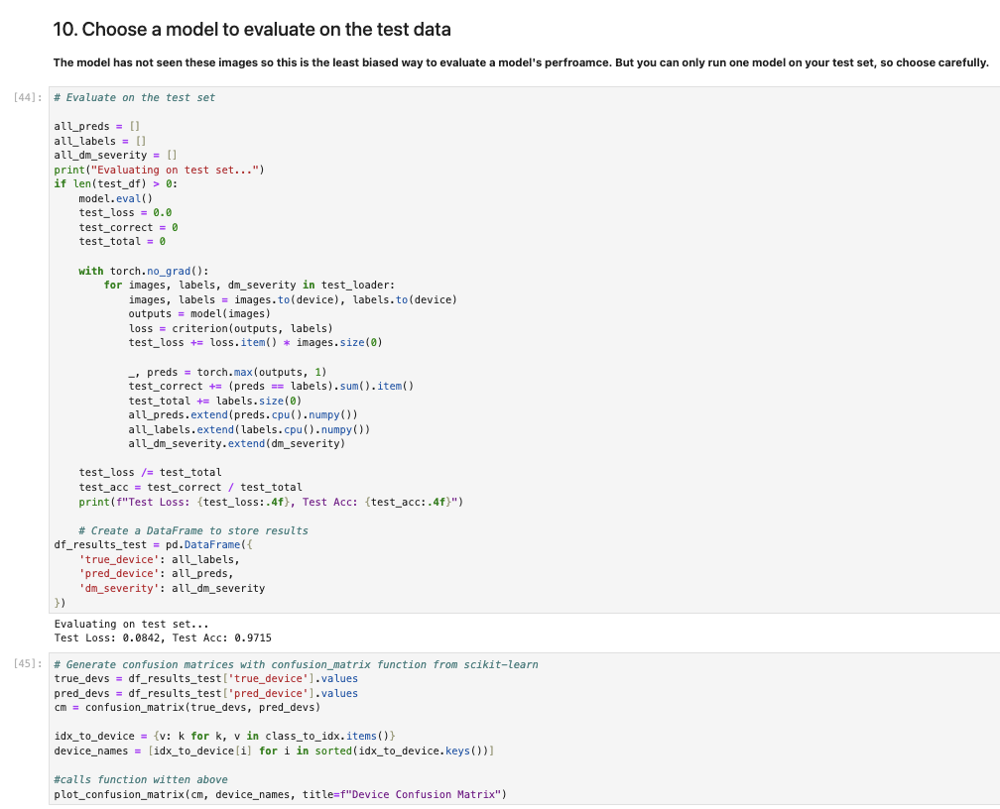 10. Choose a model to evaluate on the test data
The model has not seen these images so this is the least biased way to evaluate a model's perfroamce. But you can only run one model on your test set, so choose carefully.
[44]: # Evaluate on the test set

all_preds = []
all_labels = []
all_dm_severity = []
print("Evaluating on test set...")
if len(test_df) > 0:
    model.eval()
    test_loss = 0.0
    test_correct = 0
    test_total = 0

    with torch.no_grad():
        for images, labels, dm_severity in test_loader:
            images, labels = images.to(device), labels.to(device)
            outputs = model(images)
            loss = criterion(outputs, labels)
            test_loss += loss.item() * images.size(0)

            _, preds = torch.max(outputs, 1)
            test_correct += (preds == labels).sum().item()
            test_total += labels.size(0)
            all_preds.extend(preds.cpu().numpy())
            all_labels.extend(labels.cpu().numpy())
            all_dm_severity.extend(dm_severity)

    test_loss /= test_total
    test_acc = test_correct / test_total
    print(f"Test Loss: {test_loss:.4f}, Test Acc: {test_acc:.4f}")

    # Create a DataFrame to store results
df_results_test = pd.DataFrame({
    'true_device': all_labels,
    'pred_device': all_preds,
    'dm_severity': all_dm_severity
})
Evaluating on test set...
Test Loss: 0.0842, Test Acc: 0.9715
[45]: # Generate confusion matrices with confusion_matrix function from scikit-learn
true_devs = df_results_test['true_device'].values
pred_devs = df_results_test['pred_device'].values
cm = confusion_matrix(true_devs, pred_devs)

idx_to_device = {v: k for k, v in class_to_idx.items()}
device_names = [idx_to_device[i] for i in sorted(idx_to_device.keys())]

#calls function witten above
plot_confusion_matrix(cm, device_names, title=f"Device Confusion Matrix")